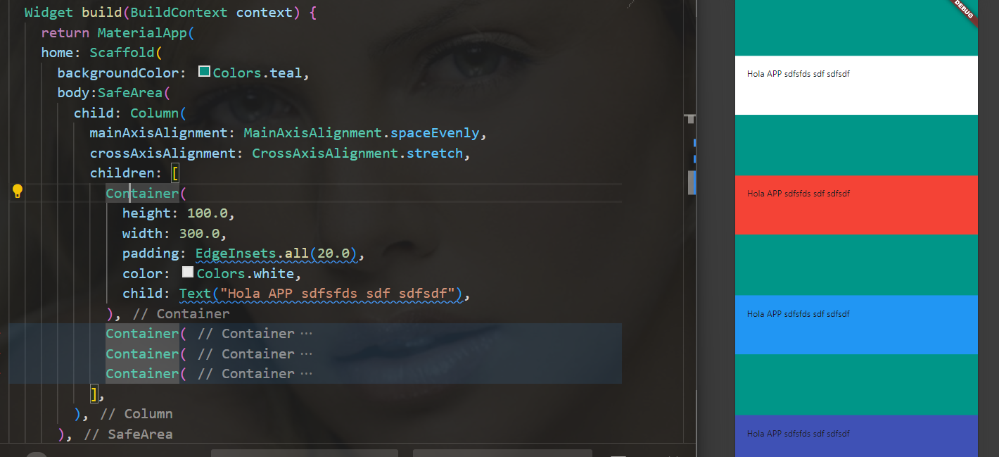 Widget build(BuildContext context) {
return MaterialApp(
home: Scaffold(
backgroundColor: Colors.teal,
body:SafeArea(
child: Column(
mainAxisAlignment: MainAxisAlignment.spaceEvenly,
crossAxisAlignment: CrossAxisAlignment.stretch,
children: [
Container(
height: 100.0,
width: 300.0,
padding: EdgeInsets.all(20.0),
color: Colors.white,
child: Text("Hola APP sdfsfds sdf sdfsdf"),
), // Container
Container( // Container ···
Container( // Container ···
Container( // Container ···
],
), // Column
), // SafeArea
DEBUG
Hola APP sdfsfds sdf sdfsdf
Hola APP sdfsfds sdf sdfsdf
Hola APP sdfsfds sdf sdfsdf
Hola APP sdfsfds sdf sdfsdf